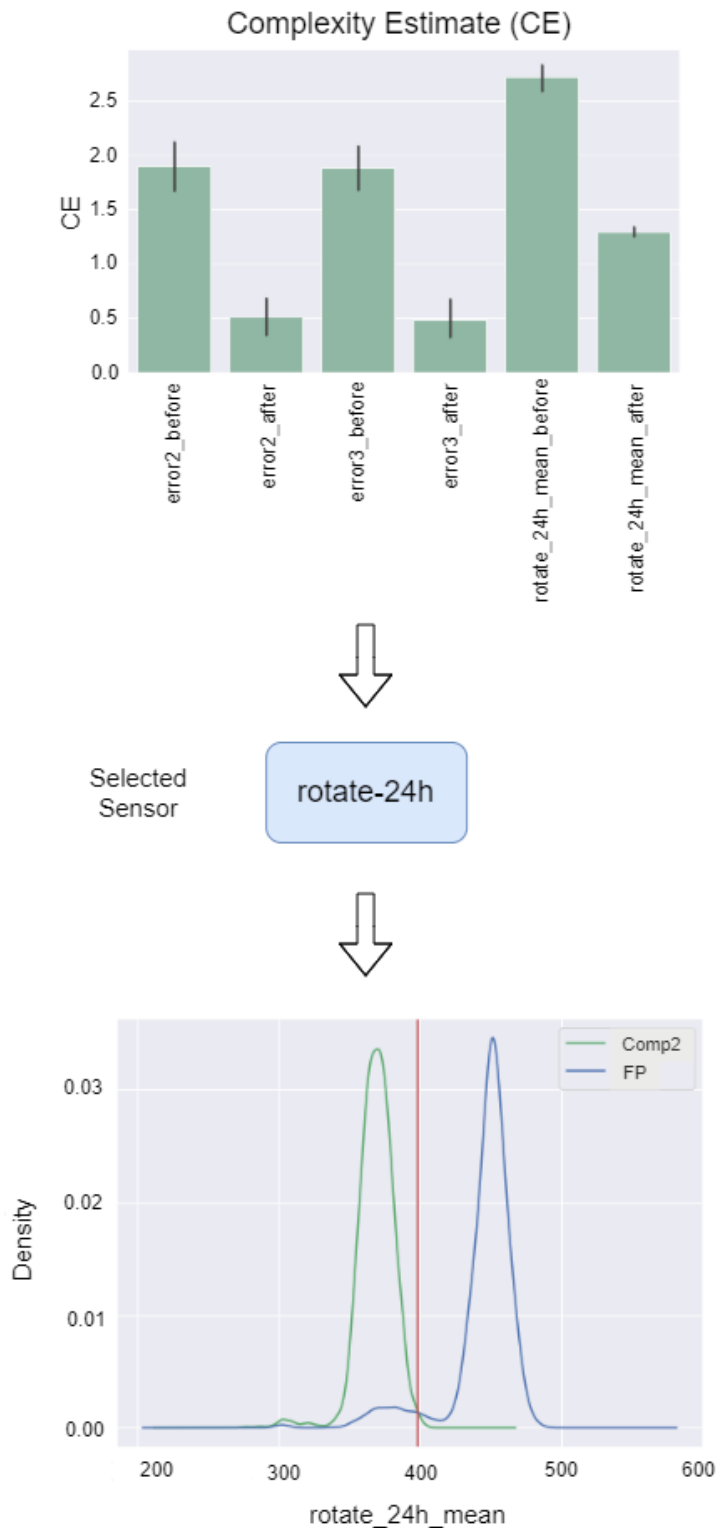 Complexity Estimate (CE)
2.5
2.0
1.5
1.0
0.5
0.0
CE
error2_before
error2_after
error3_before
error3_after
rotate_24h_mean_before
rotate_24h_mean_after
Selected
Sensor
rotate-24h
Comp2
FP
0.03
0.02
0.01
0.00
Density
200
300
400
500
600
rotate_24h_mean